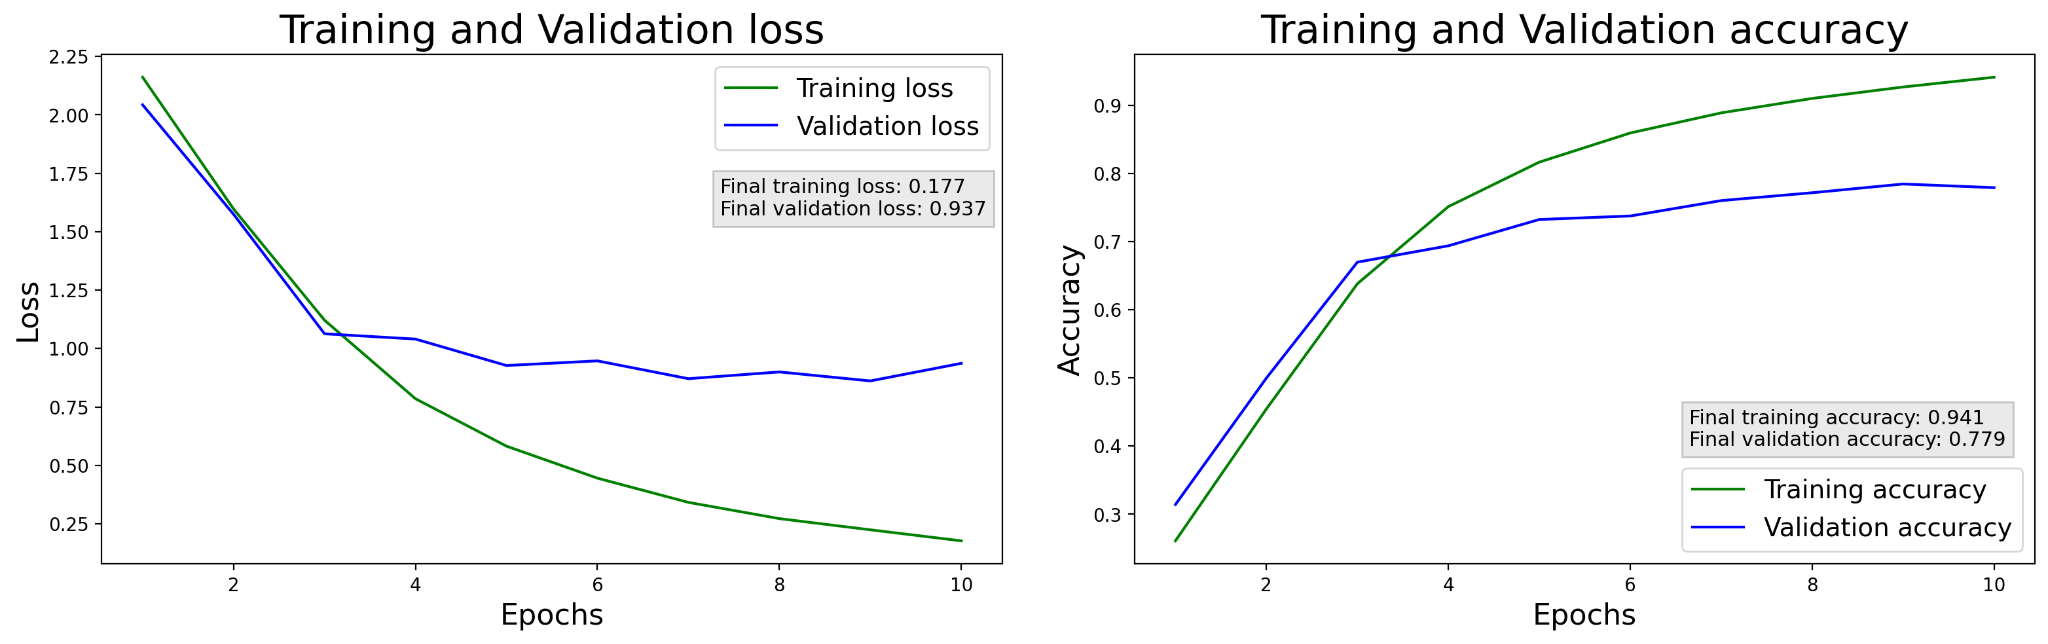 Training and Validation loss
2.25
2.00
1.75
1.50
1.25
1.00
0.75
0.50
0.25
Loss
Training loss
Validation loss
Final training loss: 0.177
Final validation loss: 0.937
2 4 6 8 10
Epochs
Training and Validation accuracy
0.9
0.8
0.7
0.6
0.5
0.4
0.3
Accuracy
Final training accuracy: 0.941
Final validation accuracy: 0.779
Training accuracy
Validation accuracy
2 4 6 8 10
Epochs